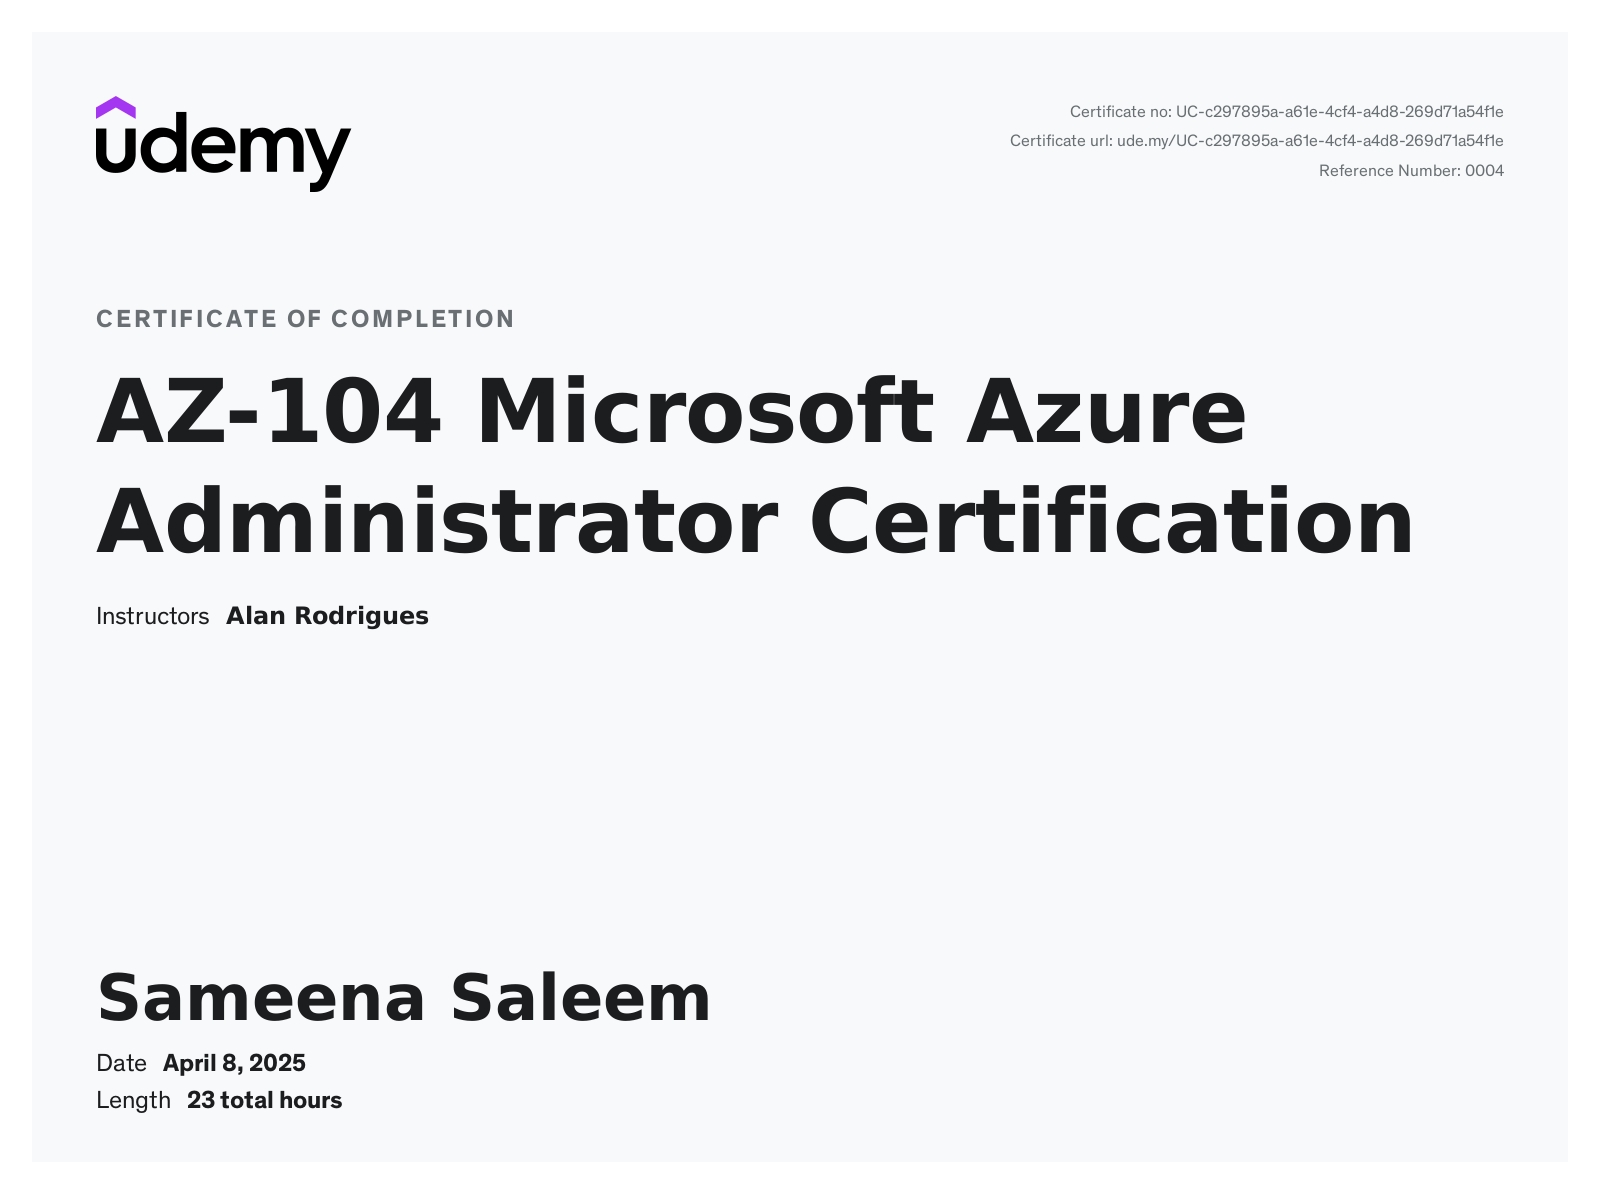 udemy
Certificate no: UC-c297895a-a61e-4cf4-a4d8-269d71a54f1e
Certificate url: ude.my/UC-c297895a-a61e-4cf4-a4d8-269d71a54f1e
Reference Number: 0004
CERTIFICATE OF COMPLETION
AZ-104 Microsoft Azure
Administrator Certification
Instructors Alan Rodrigues
Sameena Saleem
Date April 8, 2025
Length 23 total hours